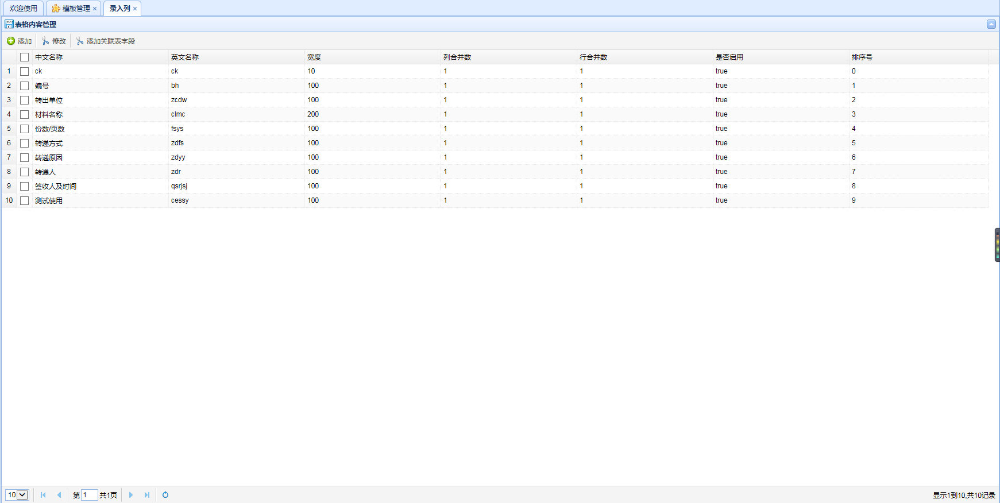 欢迎使用 模板管理 × 录入列 ×
表格内容管理
添加 修改 添加关联表字段
中文名称 英文名称 宽度 列合并数 行合并数 是否启用 排序号
1 ck ck 10 1 1 true 0
2 编号 bh 100 1 1 true 1
3 转出单位 zcdw 100 1 1 true 2
4 材料名称 clmc 200 1 1 true 3
5 份数/页数 fsys 100 1 1 true 4
6 转递方式 zdfs 100 1 1 true 5
7 转递原因 zdyy 100 1 1 true 6
8 转递人 zdr 100 1 1 true 7
9 签收人及时间 qsrjsj 100 1 1 true 8
10 测试使用 cessy 100 1 1 true 9
10 第 1 共1页 显示1到10,共10记录